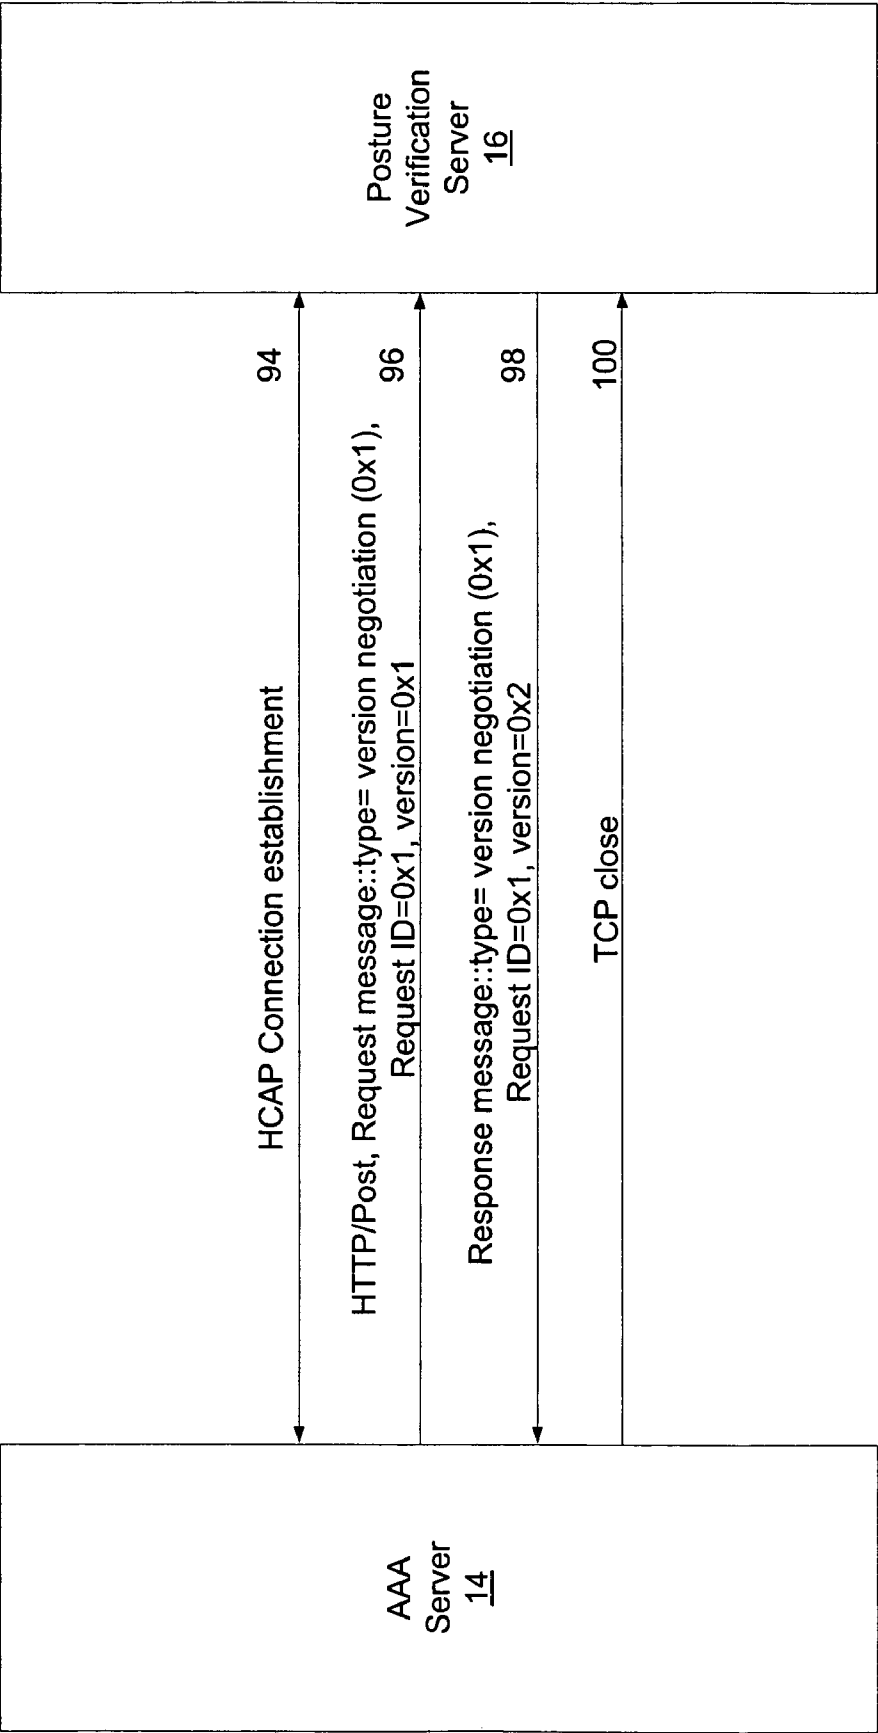 AAA
Server
14
Posture
Verification
Server
16
HCAP Connection establishment
94
HTTP/Post, Request message::type= version negotiation (0x1),
Request ID=0x1, version=0x1
96
Response message::type= version negotiation (0x1),
Request ID=0x1, version=0x2
98
TCP close
100